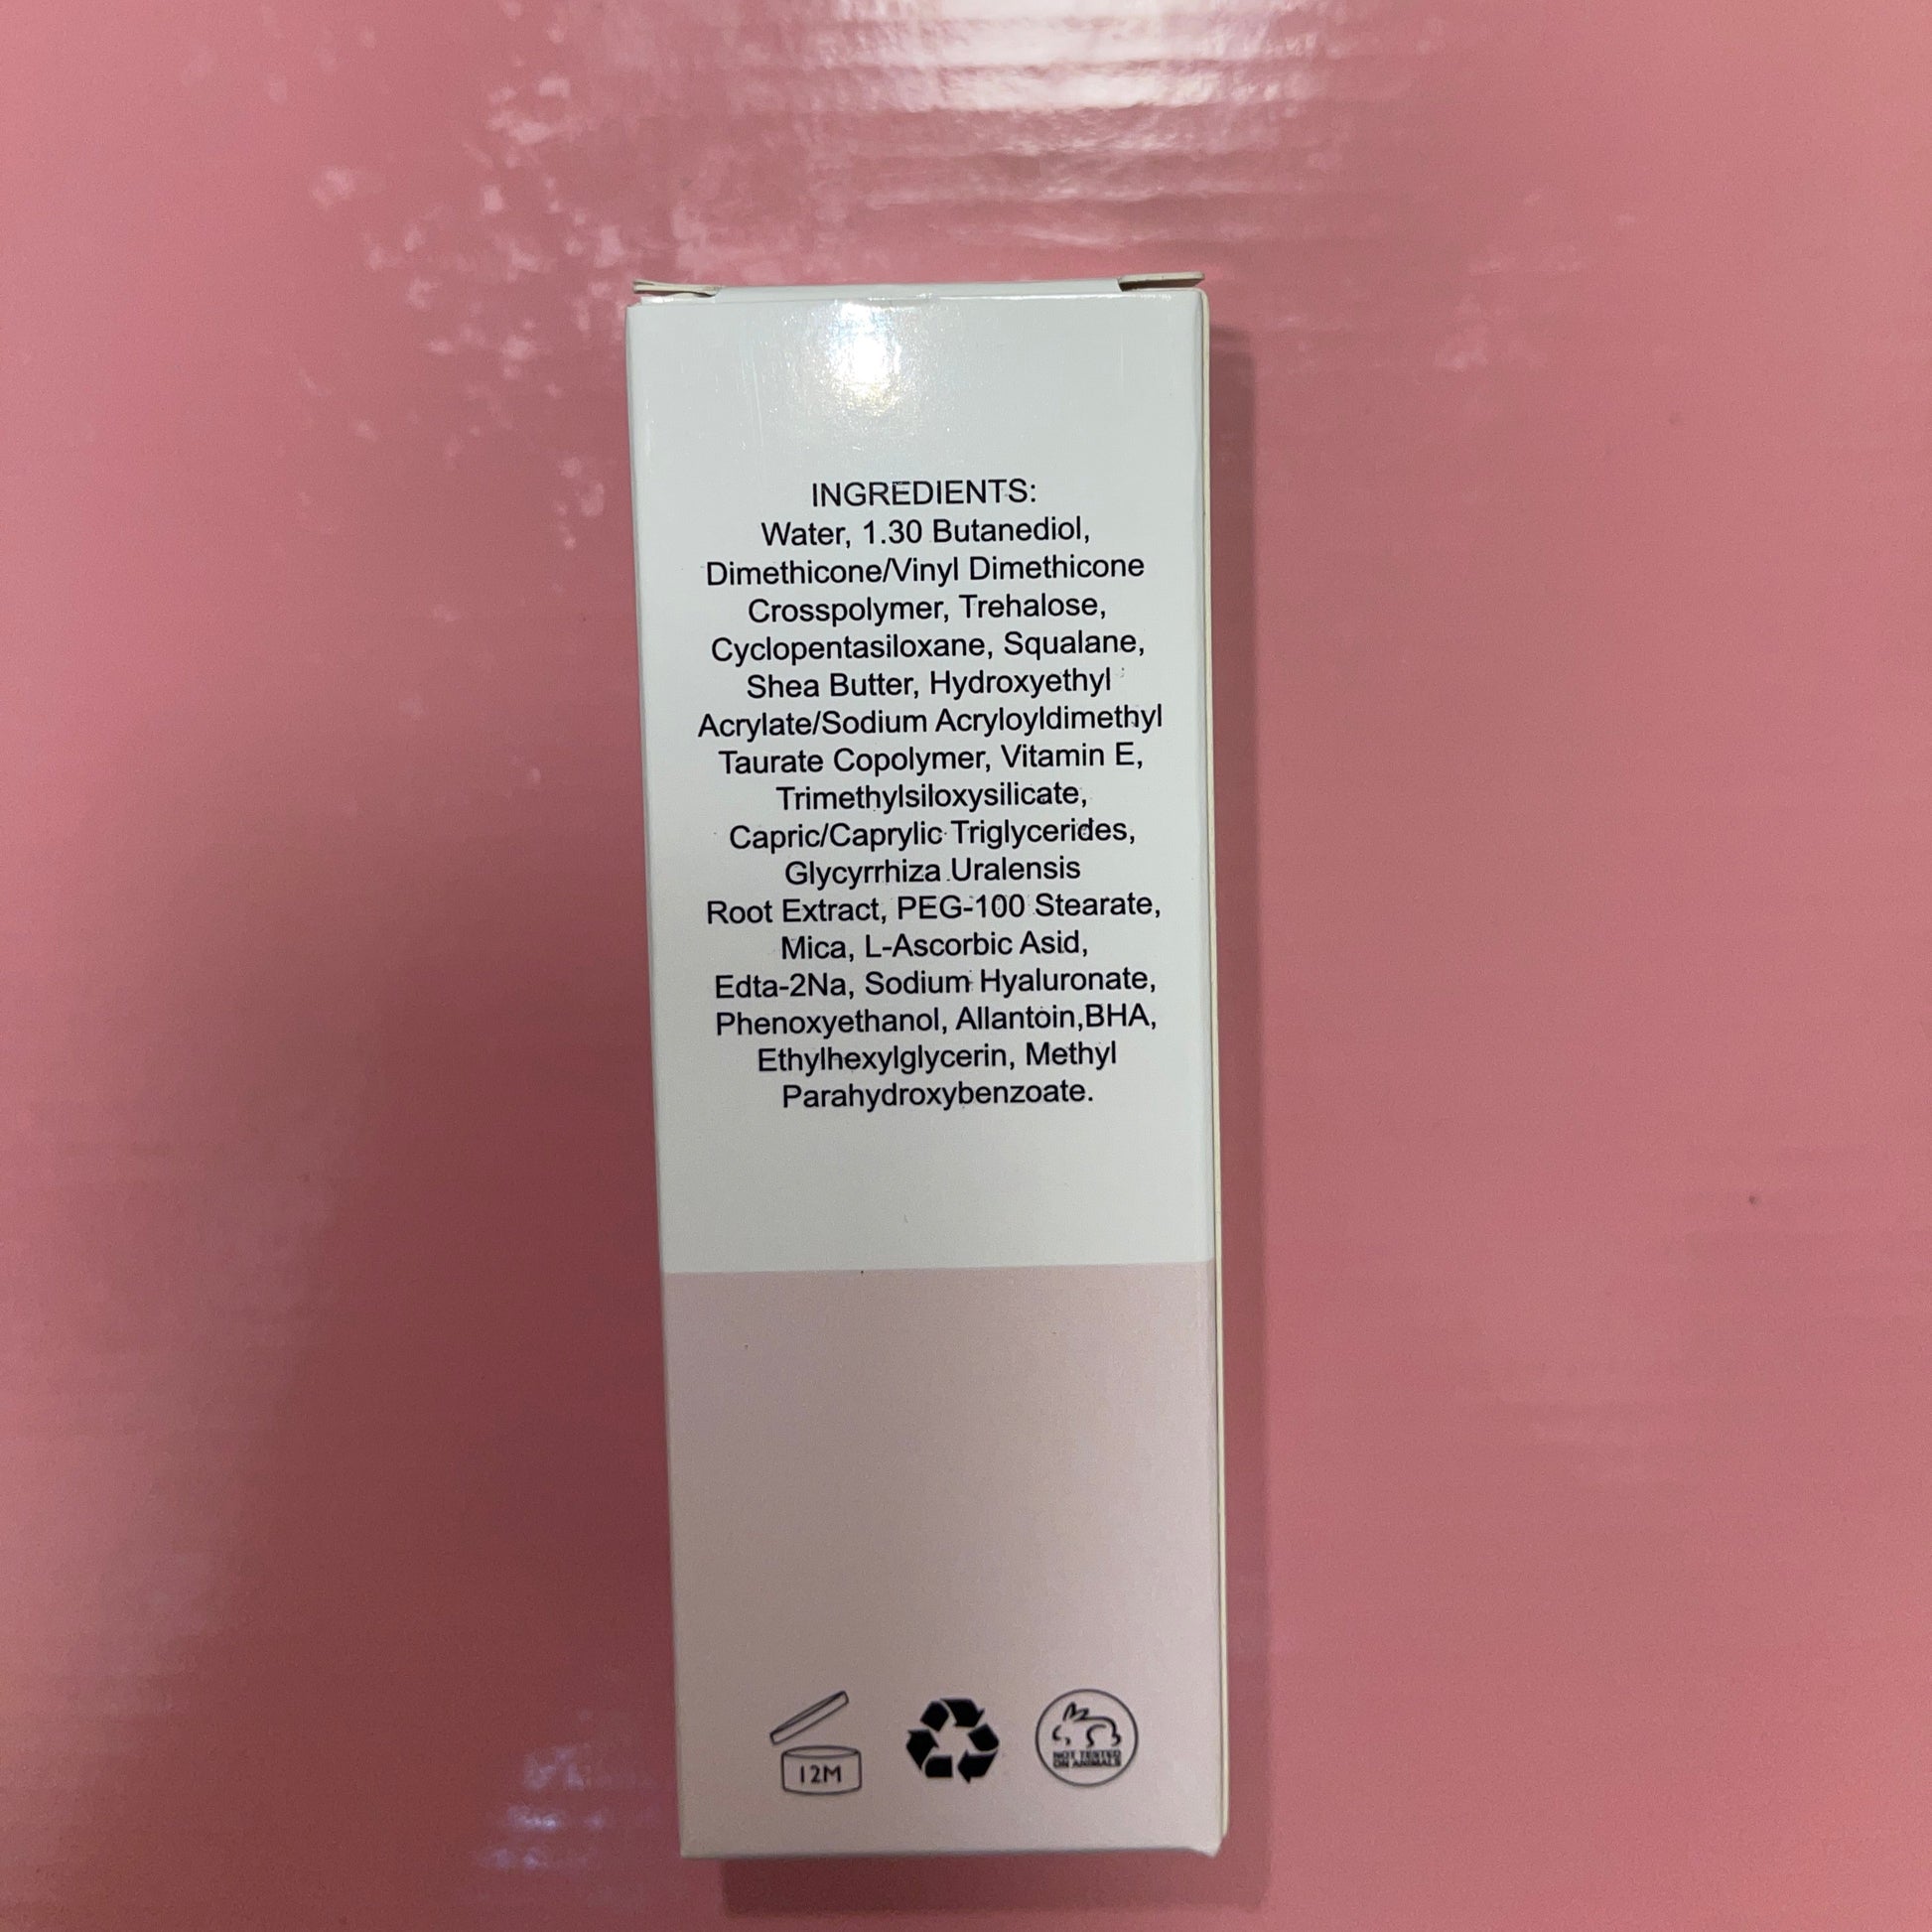 INGREDIENTS:
Water, 1.30 Butanediol,
Dimethicone/Vinyl Dimethicone
Crosspolymer, Trehalose,
Cyclopentasiloxane, Squalane,
Shea Butter, Hydroxyethyl
Acrylate/Sodium Acryloyldimethyl
Taurate Copolymer, Vitamin E,
Trimethylsiloxysilicate,
Capric/Caprylic Triglycerides,
Glycyrrhiza Uralensis
Root Extract, PEG-100 Stearate,
Mica, L-Ascorbic Asid,
Edta-2Na, Sodium Hyaluronate,
Phenoxyethanol, Allantoin,BHA,
Ethylhexylglycerin, Methyl
Parahydroxybenzoate.
12M
NOT TESTED
ON ANIMALS